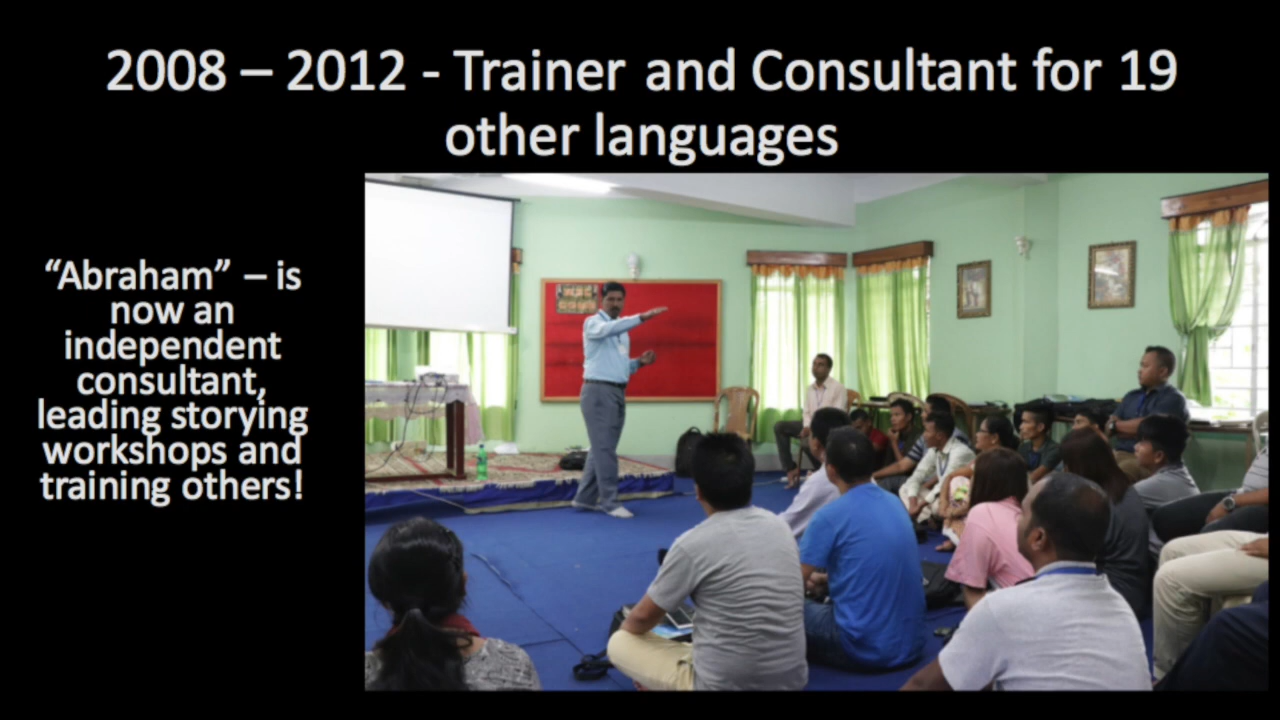 2008 – 2012 - Trainer and Consultant for 19
other languages
“Abraham” – is
now an
independent
consultant,
leading storying
workshops and
training others!